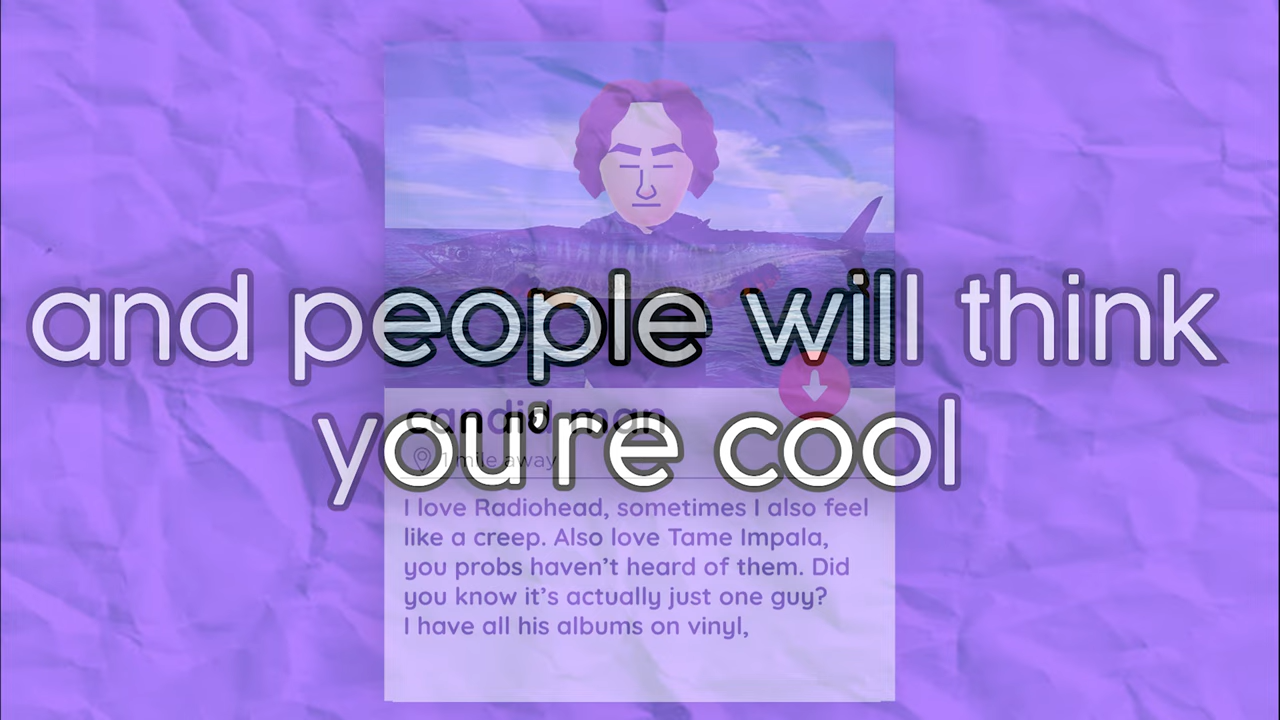 and people will think
you're cool
candid man
1 mile away
I love Radiohead, sometimes I also feel
like a creep. Also love Tame Impala,
you probs haven't heard of them. Did
you know it's actually just one guy?
I have all his albums on vinyl,